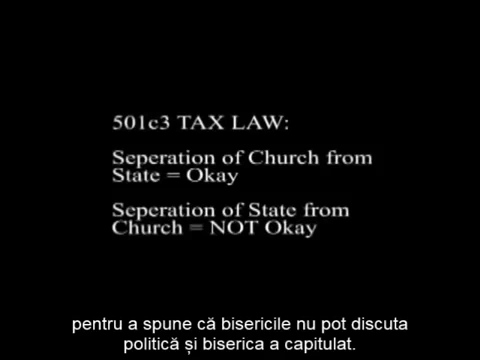 501c3 TAX LAW:
Seperation of Church from
State = Okay
Seperation of State from
Church = NOT Okay
pentru a spune că bisericile nu pot discuta
politică și biserica a capitulat.